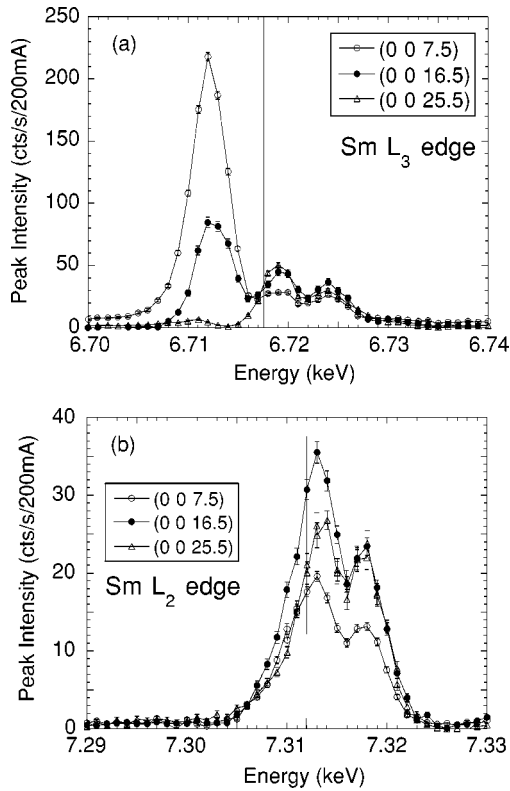 250
(a)
(0 0 7.5)
(0 0 16.5)
(0 0 25.5)
Sm L3 edge
200
150
100
50
0
Peak Intensity (cts/s/200mA)
6.70 6.71 6.72 6.73 6.74
Energy (keV)
40
(b)
(0 0 7.5)
(0 0 16.5)
(0 0 25.5)
Sm L2 edge
30
20
10
0
Peak Intensity (cts/s/200mA)
7.29 7.30 7.31 7.32 7.33
Energy (keV)